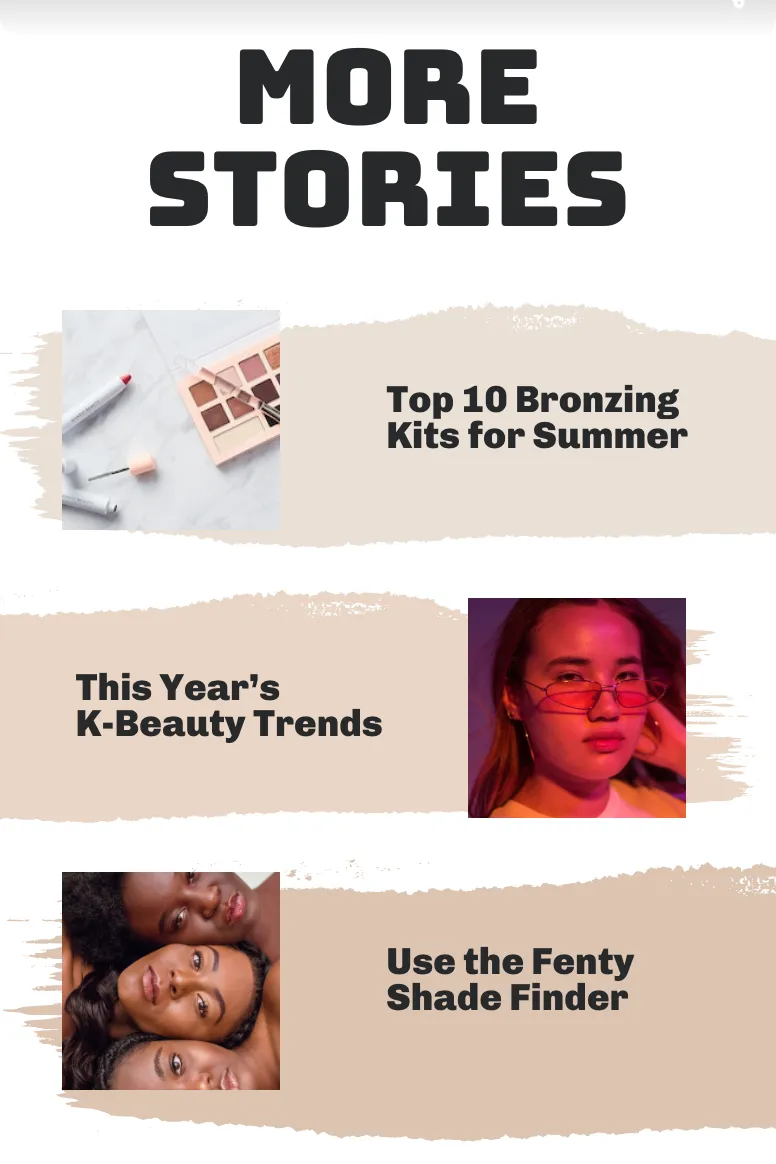 MORE
STORIES
Top 10 Bronzing
Kits for Summer
This Year’s
K-Beauty Trends
Use the Fenty
Shade Finder